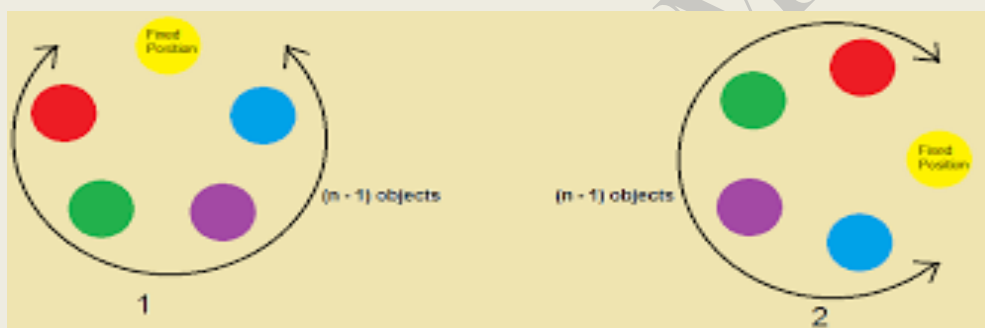 Fixed
Position
(n - 1) objects
1
(n - 1) objects
Fixed
Position
2